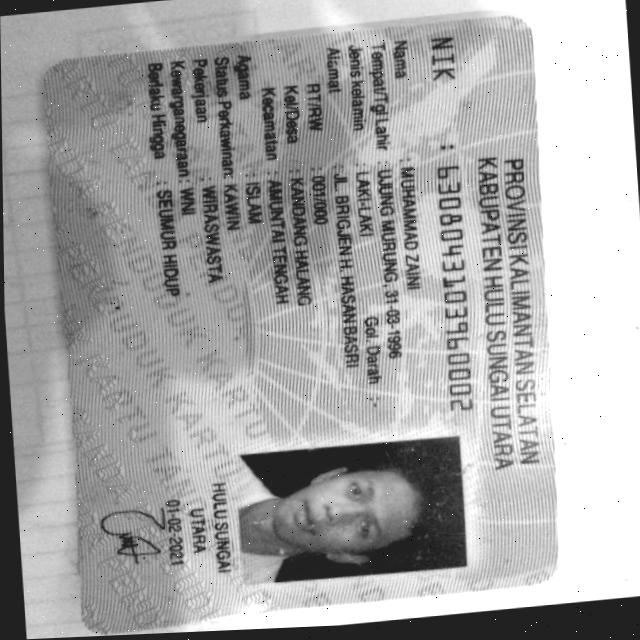 PROVINSI KALIMANTAN SELATAN
KABUPATEN HULU SUNGAI UTARA
NIK : 6308043103960002
Nama : MUHAMMAD ZAINI
Tempat/Tgl Lahir : UJUNG MURUNG, 31-03-1996
Jenis kelamin : LAKI-LAKI Gol. Darah : -
Alamat : JL. BRIGJEN H. HASAN BASRI
RT/RW : 001/000
Kel/Desa : KANDANG HALANG
Kecamatan : AMUNTAI TENGAH
Agama : ISLAM
Status Perkawinan: KAWIN
Pekerjaan : WIRASWASTA
Kewarganegaraan : WNI
Berlaku Hingga : SEUMUR HIDUP
HULU SUNGAI
UTARA
01-02-2021